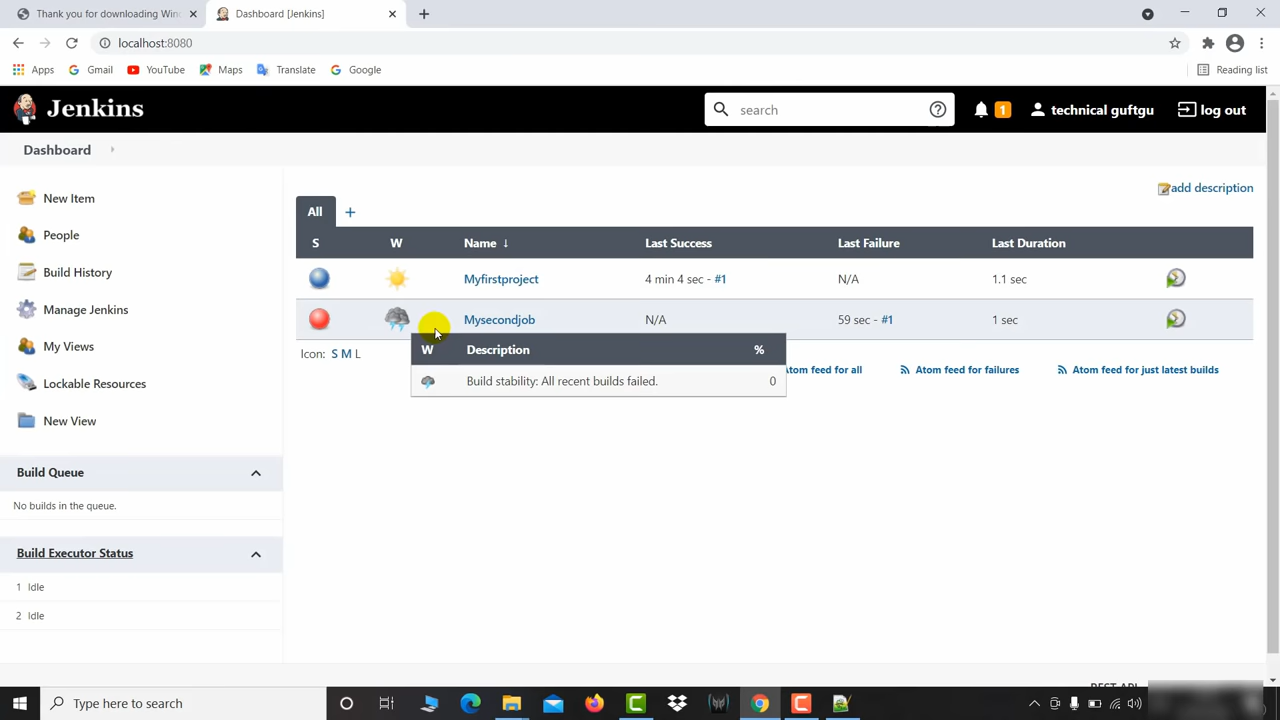 Thank you for downloading Win
Dashboard [Jenkins]
localhost:8080
Apps
Gmail
YouTube
Maps
Translate
Google
Reading list
Jenkins
search
1
technical guftgu
log out
Dashboard
New Item
People
Build History
Manage Jenkins
My Views
Lockable Resources
New View
Build Queue
No builds in the queue.
Build Executor Status
1 Idle
2 Idle
add description
All +
S W Name ↓ Last Success Last Failure Last Duration
Myfirstproject 4 min 4 sec - #1 N/A 1.1 sec
Mysecondjob N/A 59 sec - #1 1 sec
Icon: S M L
W Description %
Build stability: All recent builds failed. 0
Atom feed for all
Atom feed for failures
Atom feed for just latest builds
REST API
Type here to search